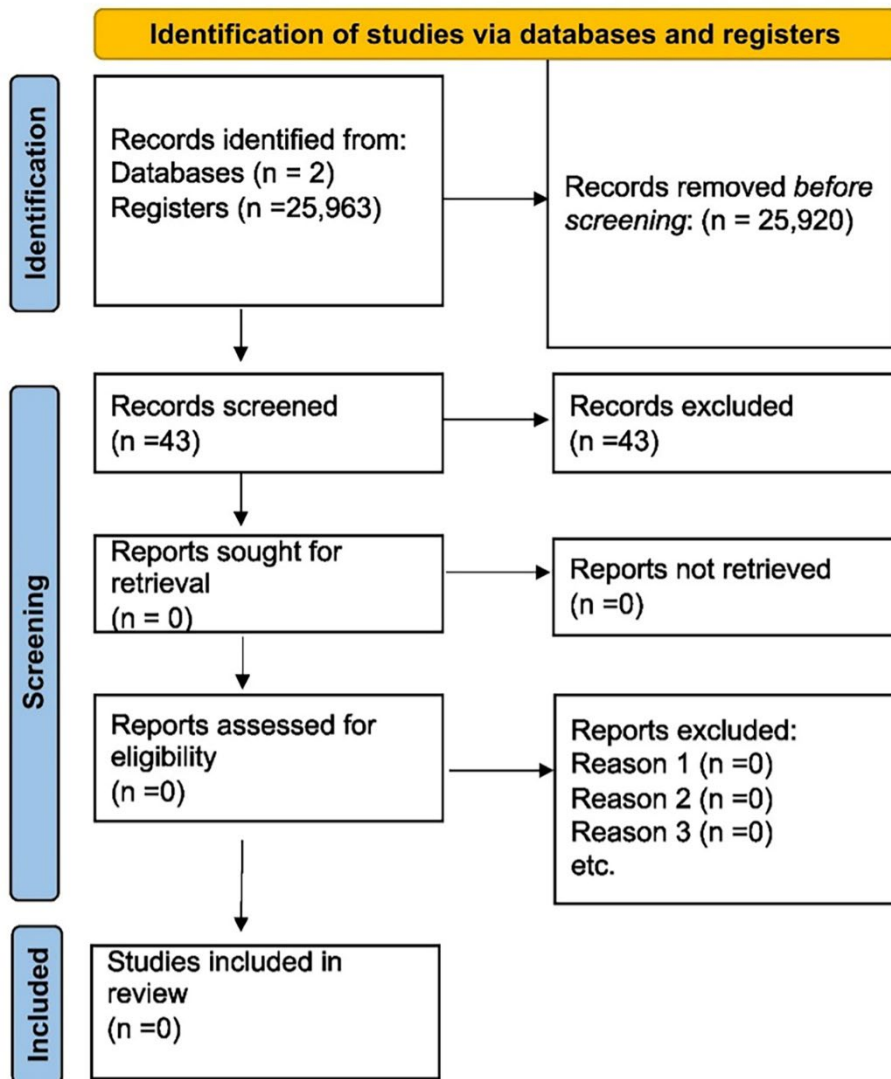 Identification of studies via databases and registers
Identification
Records identified from:
Databases (n = 2)
Registers (n =25,963)
Records removed before
screening: (n = 25,920)
Screening
Records screened
(n =43)
Records excluded
(n =43)
Reports sought for
retrieval
(n = 0)
Reports not retrieved
(n =0)
Reports assessed for
eligibility
(n =0)
Reports excluded:
Reason 1 (n =0)
Reason 2 (n =0)
Reason 3 (n =0)
etc.
Included
Studies included in
review
(n =0)